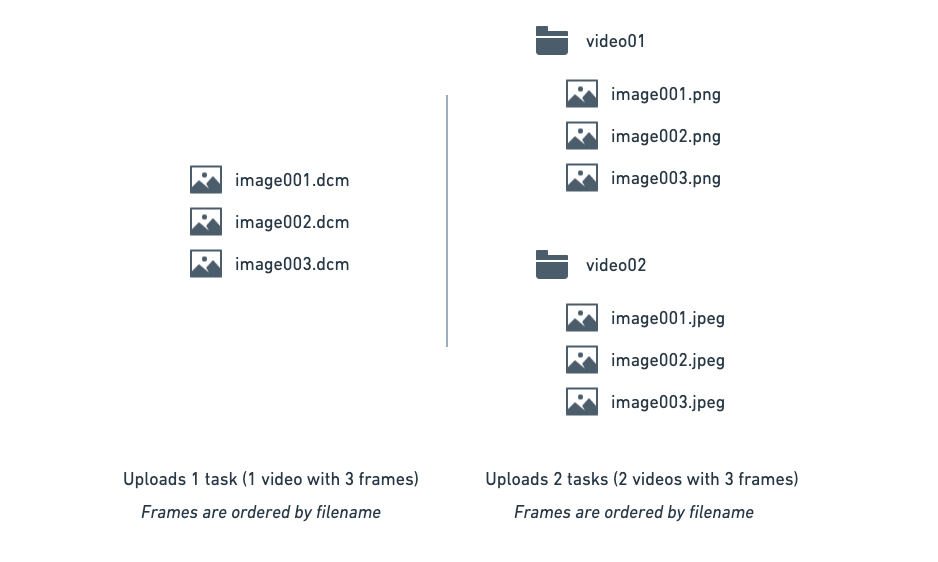 image001.dcm
image002.dcm
image003.dcm
Uploads 1 task (1 video with 3 frames)
Frames are ordered by filename
video01
image001.png
image002.png
image003.png
video02
image001.jpeg
image002.jpeg
image003.jpeg
Uploads 2 tasks (2 videos with 3 frames)
Frames are ordered by filename